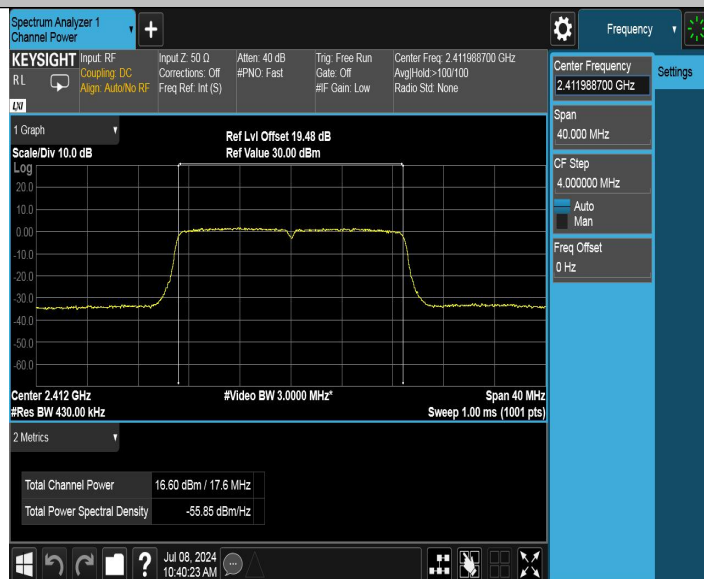 Spectrum Analyzer 1
Channel Power
+
Frequency
KEYSIGHT
RL
LXI
Input: RF
Coupling: DC
Align: Auto/No RF
Input Z: 50 Ω
Corrections: Off
Freq Ref: Int (S)
Atten: 40 dB
#PNO: Fast
Trig: Free Run
Gate: Off
#IF Gain: Low
Center Freq: 2.411988700 GHz
Avg|Hold:>100/100
Radio Std: None
Center Frequency
2.411988700 GHz
Settings
Span
40.000 MHz
CF Step
4.000000 MHz
Auto
Man
Freq Offset
0 Hz
1 Graph
Scale/Div 10.0 dB
Ref Lvl Offset 19.48 dB
Ref Value 30.00 dBm
Log
20.0
10.0
0.00
-10.0
-20.0
-30.0
-40.0
-50.0
-60.0
Center 2.412 GHz
#Video BW 3.0000 MHz*
Span 40 MHz
#Res BW 430.00 kHz
Sweep 1.00 ms (1001 pts)
2 Metrics
Total Channel Power 16.60 dBm / 17.6 MHz
Total Power Spectral Density -55.85 dBm/Hz
?
Jul 08, 2024
10:40:23 AM